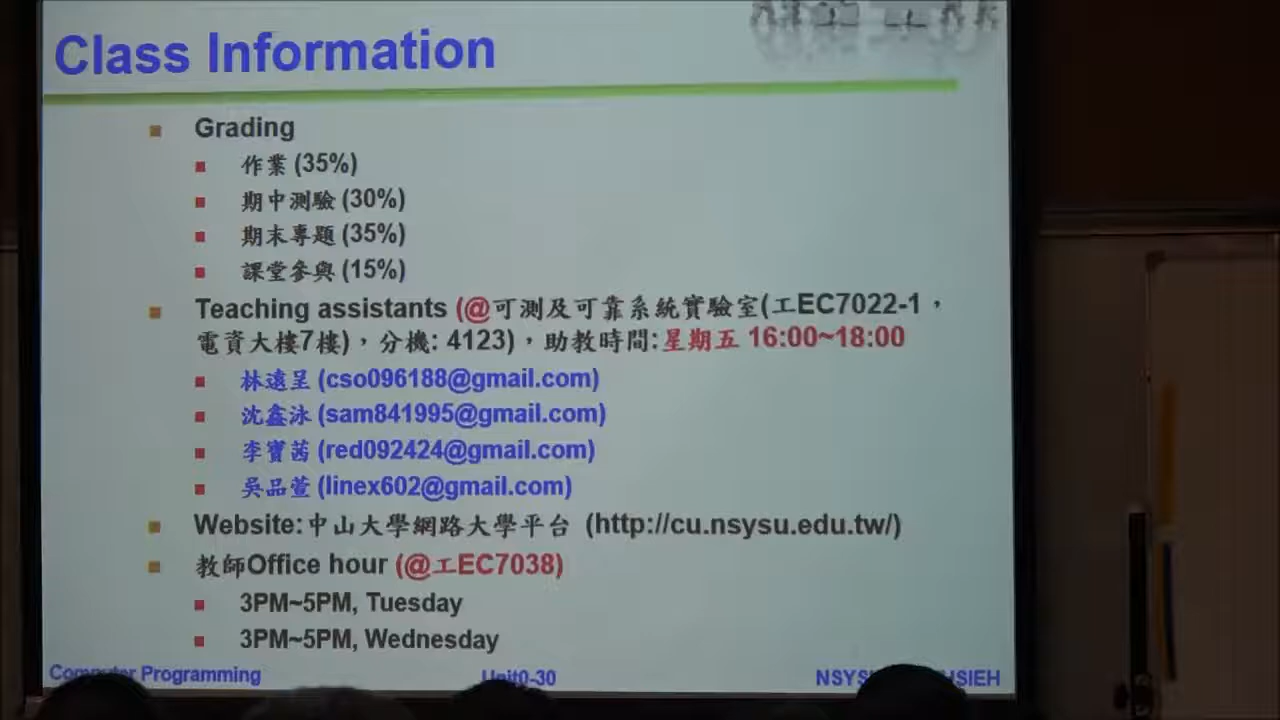 Class Information
Grading
作業 (35%)
期中測驗 (30%)
期末專題 (35%)
課堂參與 (15%)
Teaching assistants (@可測及可靠系統實驗室(工EC7022-1，
電資大樓7樓)，分機: 4123)，助教時間:星期五 16:00~18:00
林遠呈 (cso096188@gmail.com)
沈鑫泳 (sam841995@gmail.com)
李寶茜 (red092424@gmail.com)
吳品萱 (linex602@gmail.com)
Website:中山大學網路大學平台 (http://cu.nsysu.edu.tw/)
教師Office hour (@工EC7038)
3PM~5PM, Tuesday
3PM~5PM, Wednesday
Computer Programming
Unit0-30